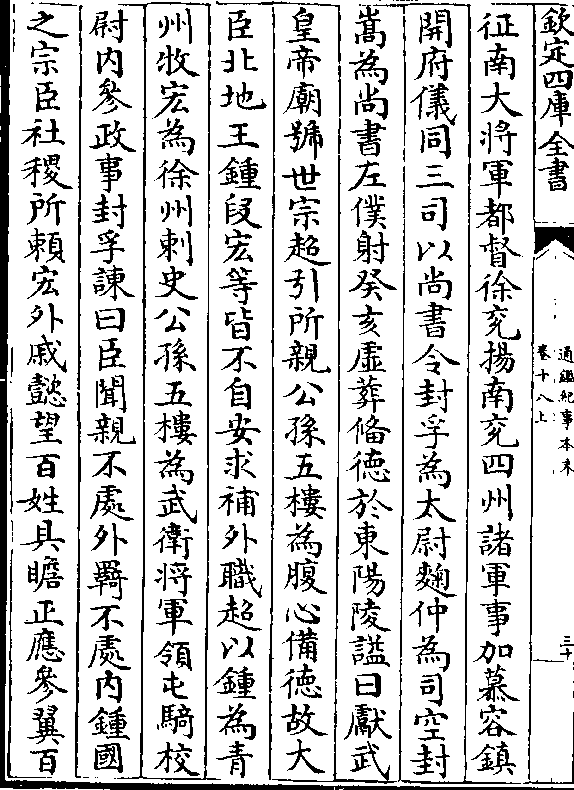 欽定四庫全書
通鑑紀事本末
卷十八上
三十
征南大將軍都督徐兖揚南兖四州諸軍事加慕容鎮
開府儀同三司以尚書令封孚為太尉麴仲為司空封
嵩為尚書左僕射癸亥虛葬備德於東陽陵諡曰獻武
皇帝廟號世宗超引所親公孫五樓為腹心備德故大
臣北地王鍾段宏等皆不自安求補外職超以鍾為青
州牧宏為徐州刺史公孫五樓為武衛將軍領屯騎校
尉内參政事封孚諫曰臣聞親不處外羇不處内鍾國
之宗臣社稷所賴宏外戚懿望百姓具瞻正應參翼百